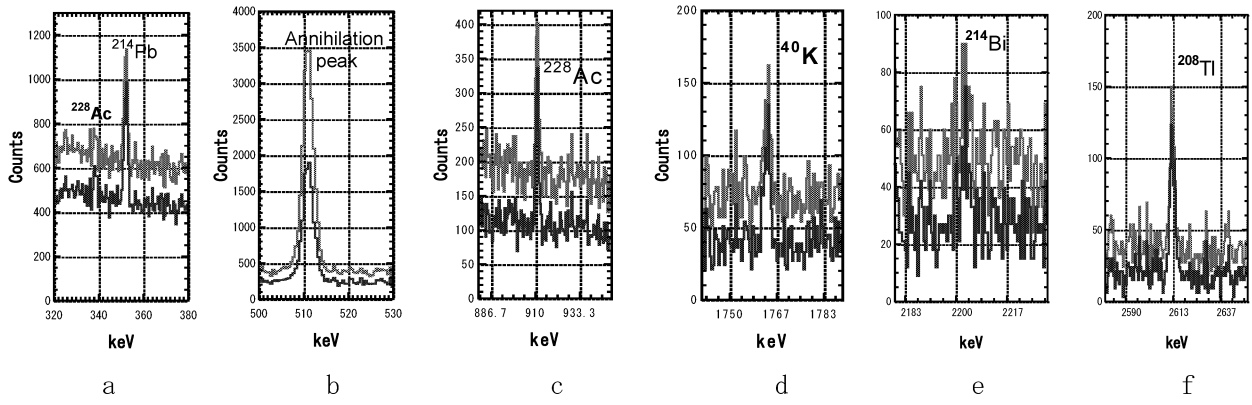 1200
1000
800
600
400
200
0
320 340 360 380
Counts
keV
²¹⁴Pb
²²⁸Ac
a
4000
3500
3000
2500
2000
1500
1000
500
0
500 510 520 530
Counts
keV
Annihilation
peak
b
400
350
300
250
200
150
100
50
0
886.7 910 933.3
Counts
keV
²²⁸Ac
c
200
150
100
50
0
1750 1767 1783
Counts
keV
⁴⁰K
d
100
80
60
40
20
0
2183 2200 2217
keV
²¹⁴Bi
e
200
150
100
50
0
2590 2613 2637
keV
²⁰⁸Tl
f